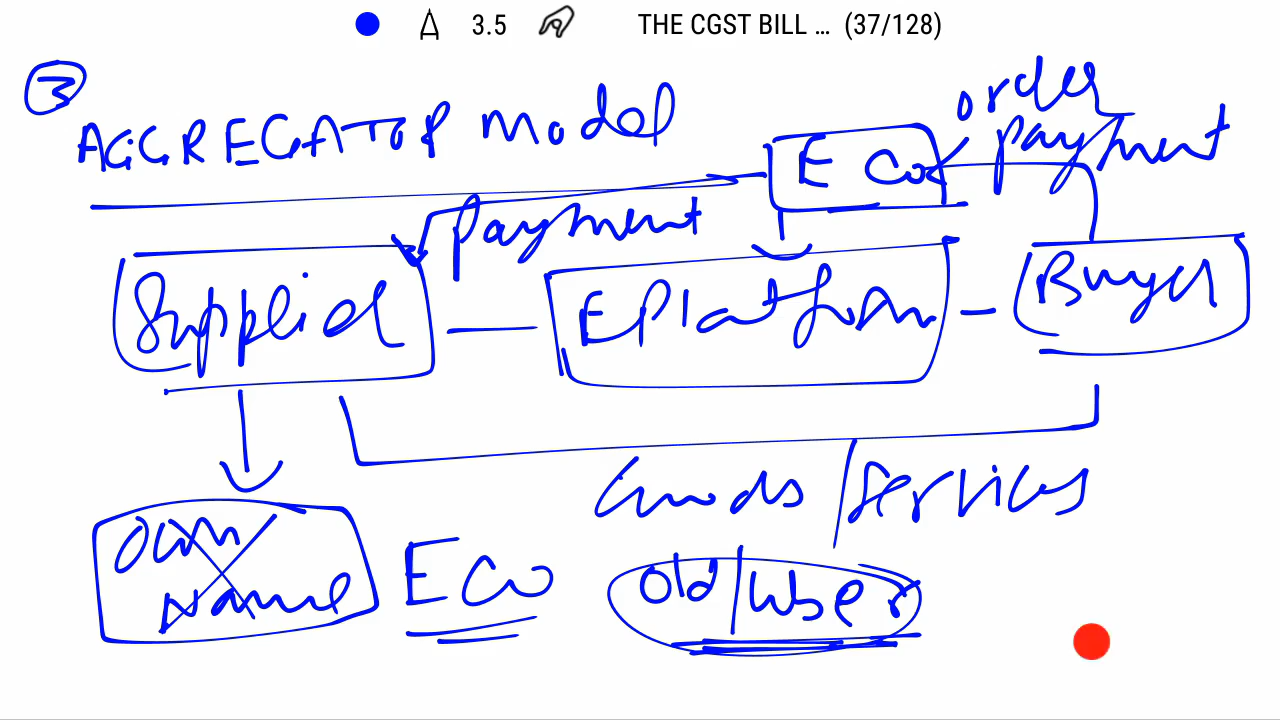 3.5 THE CGST BILL ... (37/128)
3
AGGREGATOR model
order
payment
E Co
payment
Supplier
EPlatform
Buyer
Goods/Services
Own
Name
ECo
Old/Uber